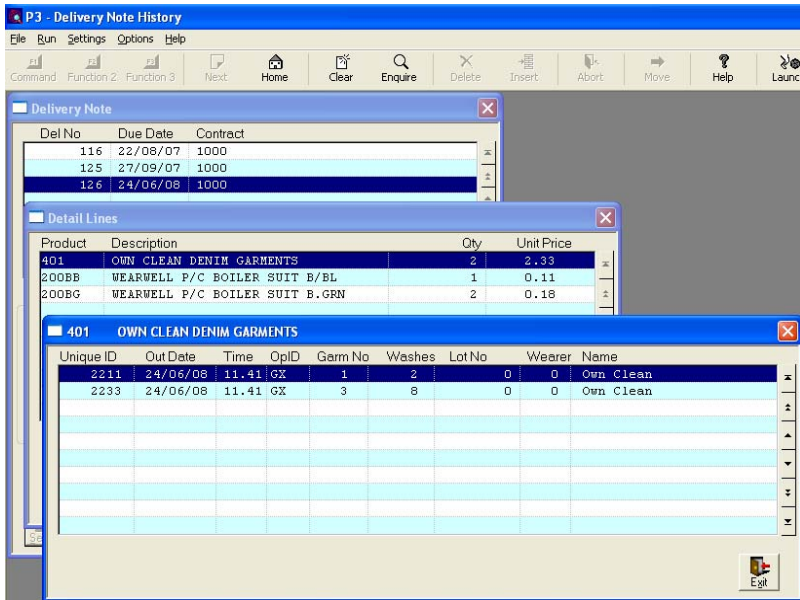 P3 - Delivery Note History
File Run Settings Options Help
F1 F2 F3
Command Function 2 Function 3 Next Home Clear Enquire Delete Insert Abort Move Help Launc
Delivery Note
Del No Due Date Contract
116 22/08/07 1000
125 27/09/07 1000
126 24/06/08 1000
Detail Lines
Product Description Qty Unit Price
401 OWN CLEAN DENIM GARMENTS 2 2.33
200BB WEARWELL P/C BOILER SUIT B/BL 1 0.11
200BG WEARWELL P/C BOILER SUIT B.GRN 2 0.18
401 OWN CLEAN DENIM GARMENTS
Unique ID Out Date Time OpID Garm No Washes Lot No Wearer Name
2211 24/06/08 11.41 GX 1 2 0 0 Own Clean
2233 24/06/08 11.41 GX 3 8 0 0 Own Clean
Se
Exit